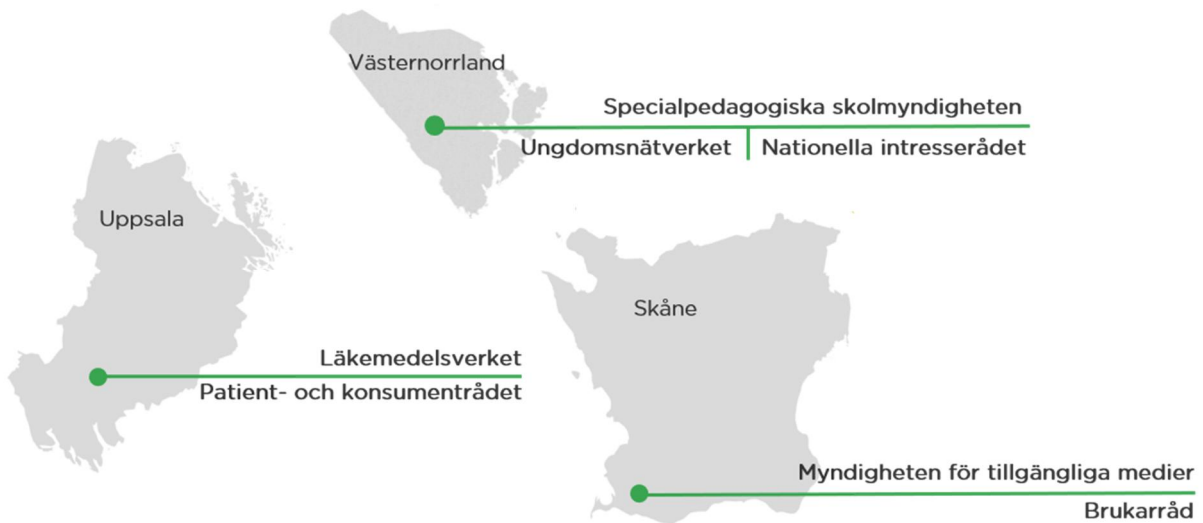 Västernorrland
Specialpedagogiska skolmyndigheten
Ungdomsnätverket | Nationella intresserådet
Uppsala
Läkemedelsverket
Patient- och konsumentrådet
Skåne
Myndigheten för tillgängliga medier
Brukarråd